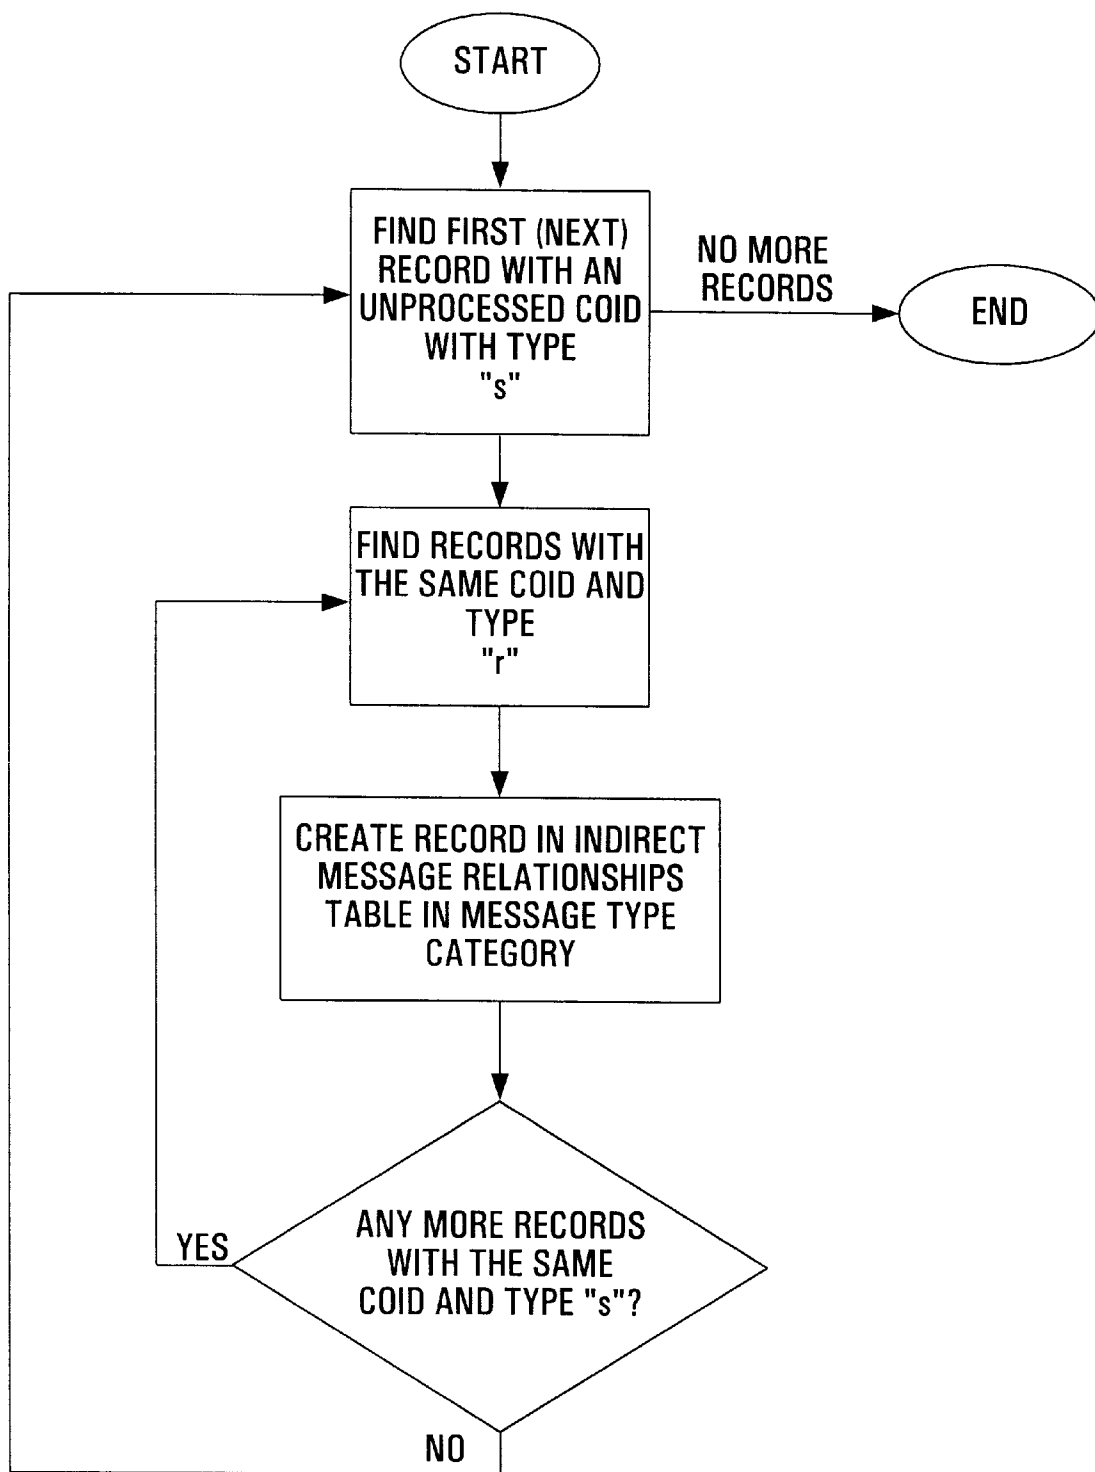 START
FIND FIRST (NEXT)
RECORD WITH AN
UNPROCESSED COID
WITH TYPE
"s"
NO MORE
RECORDS
END
FIND RECORDS WITH
THE SAME COID AND
TYPE
"r"
CREATE RECORD IN INDIRECT
MESSAGE RELATIONSHIPS
TABLE IN MESSAGE TYPE
CATEGORY
ANY MORE RECORDS
WITH THE SAME
COID AND TYPE "s"?
YES
NO